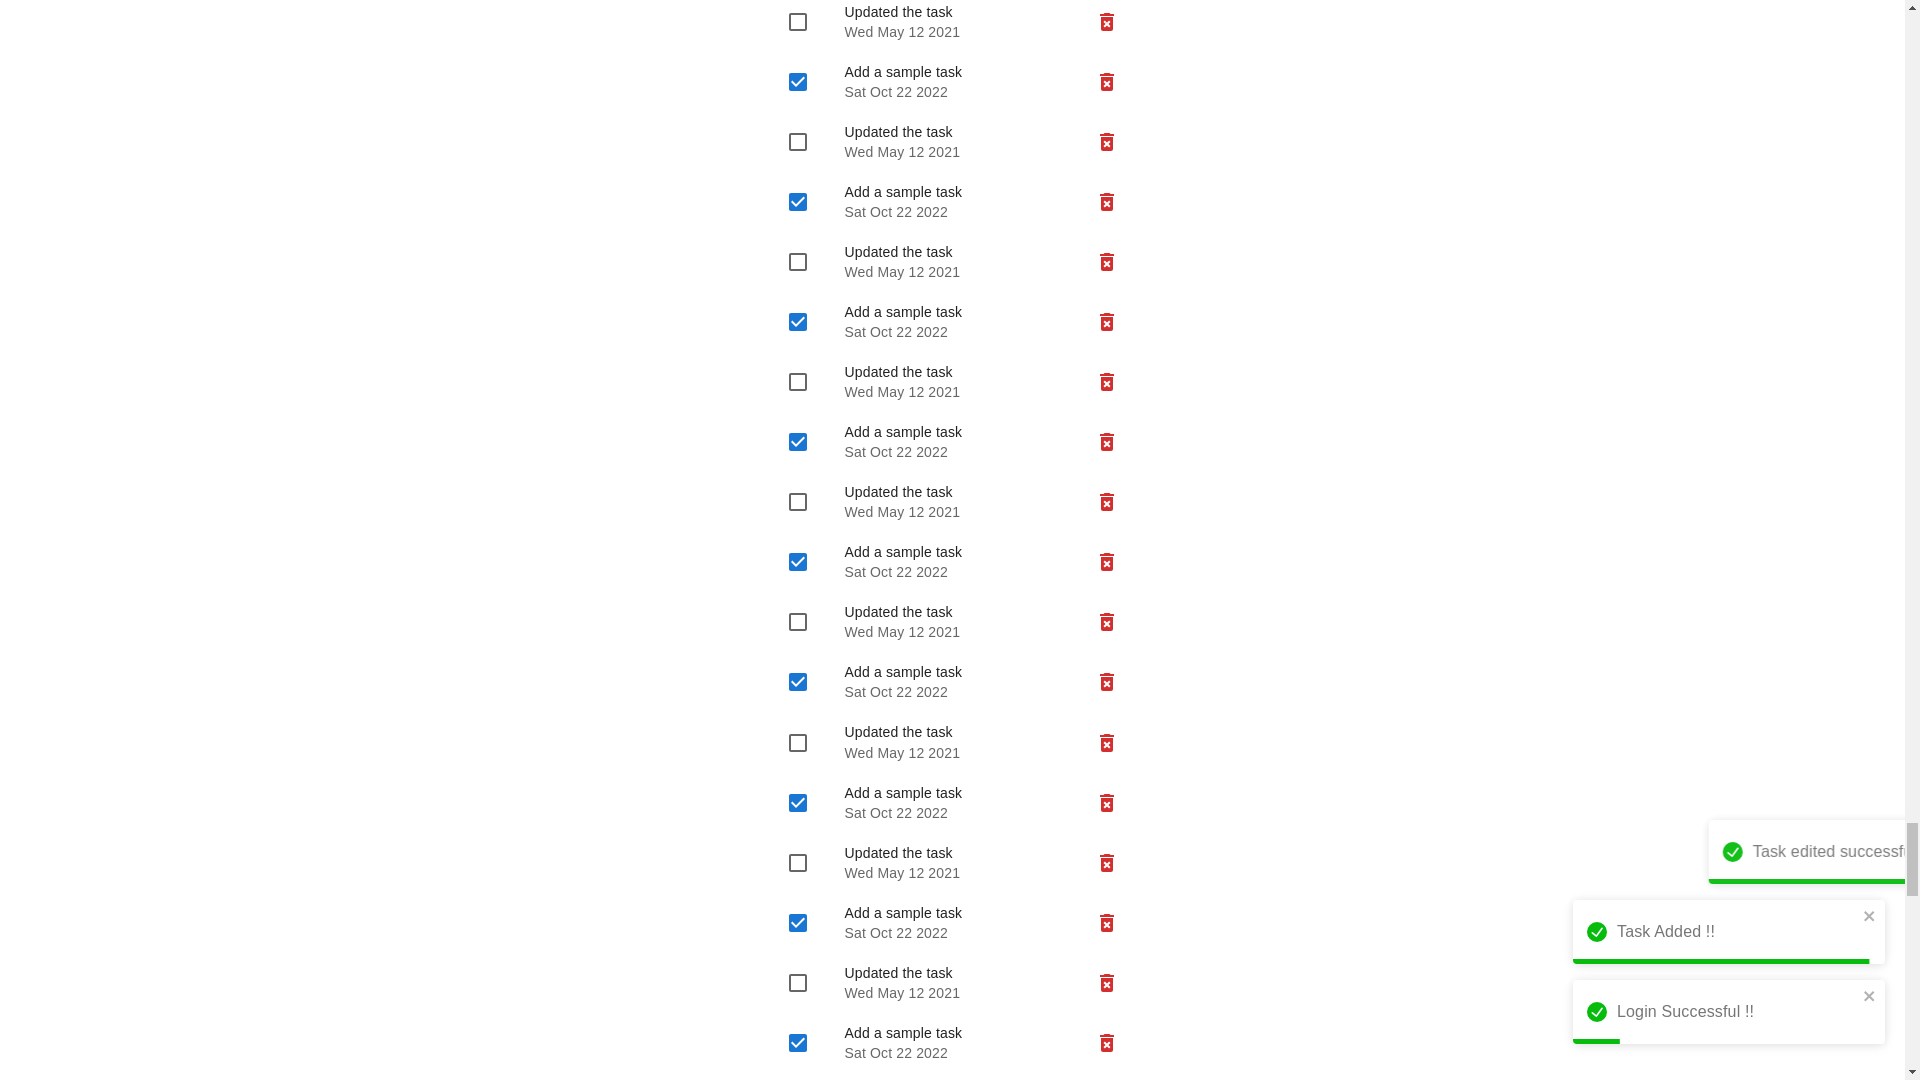 Updated the task
Wed May 12 2021
Add a sample task
Sat Oct 22 2022
Updated the task
Wed May 12 2021
Add a sample task
Sat Oct 22 2022
Updated the task
Wed May 12 2021
Add a sample task
Sat Oct 22 2022
Updated the task
Wed May 12 2021
Add a sample task
Sat Oct 22 2022
Updated the task
Wed May 12 2021
Add a sample task
Sat Oct 22 2022
Updated the task
Wed May 12 2021
Add a sample task
Sat Oct 22 2022
Updated the task
Wed May 12 2021
Add a sample task
Sat Oct 22 2022
Updated the task
Wed May 12 2021
Add a sample task
Sat Oct 22 2022
Updated the task
Wed May 12 2021
Add a sample task
Sat Oct 22 2022
Task edited
Task Added !!
Login Successful !!